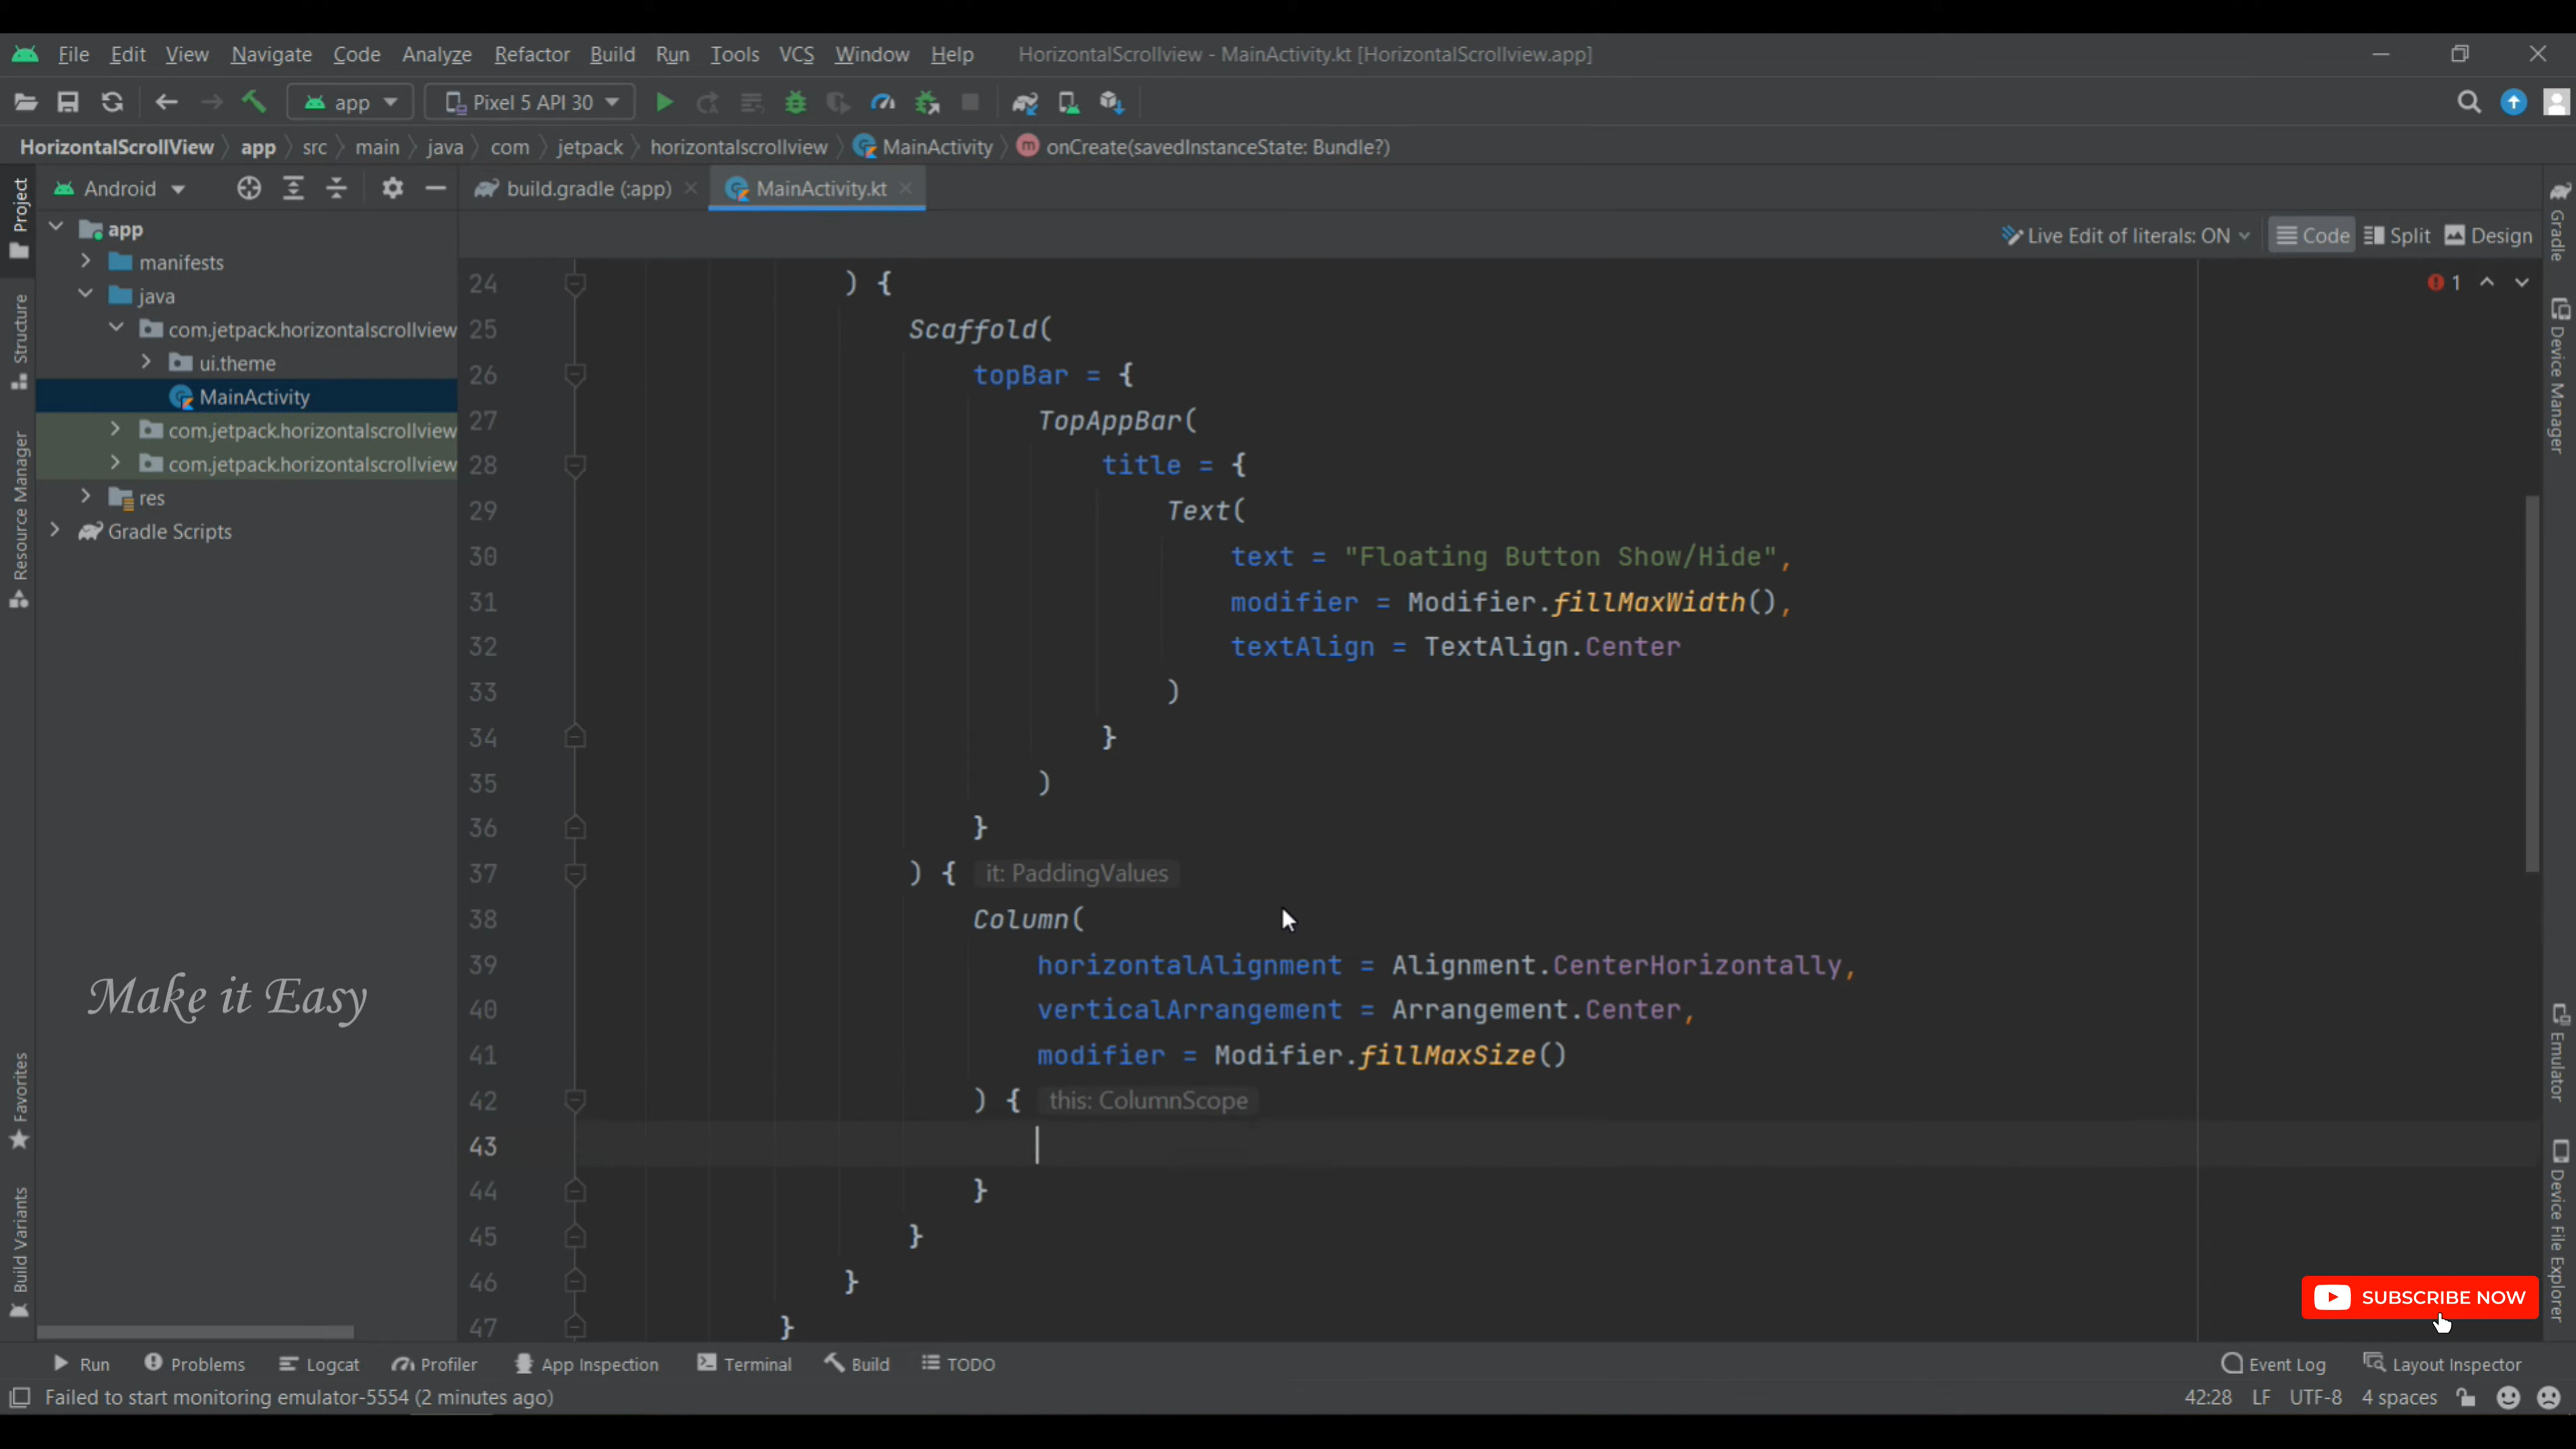 File Edit View Navigate Code Analyze Refactor Build Run Tools VCS Window Help HorizontalScrollview - MainActivity.kt [HorizontalScrollview.app]
app Pixel 5 API 30
HorizontalScrollView app src main java com jetpack horizontalscrollview MainActivity m onCreate(savedInstanceState: Bundle?)
Android build.gradle (:app) MainActivity.kt
Live Edit of literals: ON Code Split Design
Project
Structure
Resource Manager
Favorites
Build Variants
app
manifests
java
com.jetpack.horizontalscrollview
ui.theme
MainActivity
com.jetpack.horizontalscrollview
com.jetpack.horizontalscrollview
res
Gradle Scripts
Make it Easy
1
24 ) {
25 Scaffold(
26 topBar = {
27 TopAppBar(
28 title = {
29 Text(
30 text = "Floating Button Show/Hide",
31 modifier = Modifier.fillMaxWidth(),
32 textAlign = TextAlign.Center
33 )
34 }
35 )
36 }
37 ) { it: PaddingValues
38 Column(
39 horizontalAlignment = Alignment.CenterHorizontally,
40 verticalArrangement = Arrangement.Center,
41 modifier = Modifier.fillMaxSize()
42 ) { this: ColumnScope
43
44 }
45 }
46 }
47 }
Gradle
Device Manager
Emulator
Device File Explorer
SUBSCRIBE NOW
Run Problems Logcat Profiler App Inspection Terminal Build TODO Event Log Layout Inspector
Failed to start monitoring emulator-5554 (2 minutes ago) 42:28 LF UTF-8 4 spaces